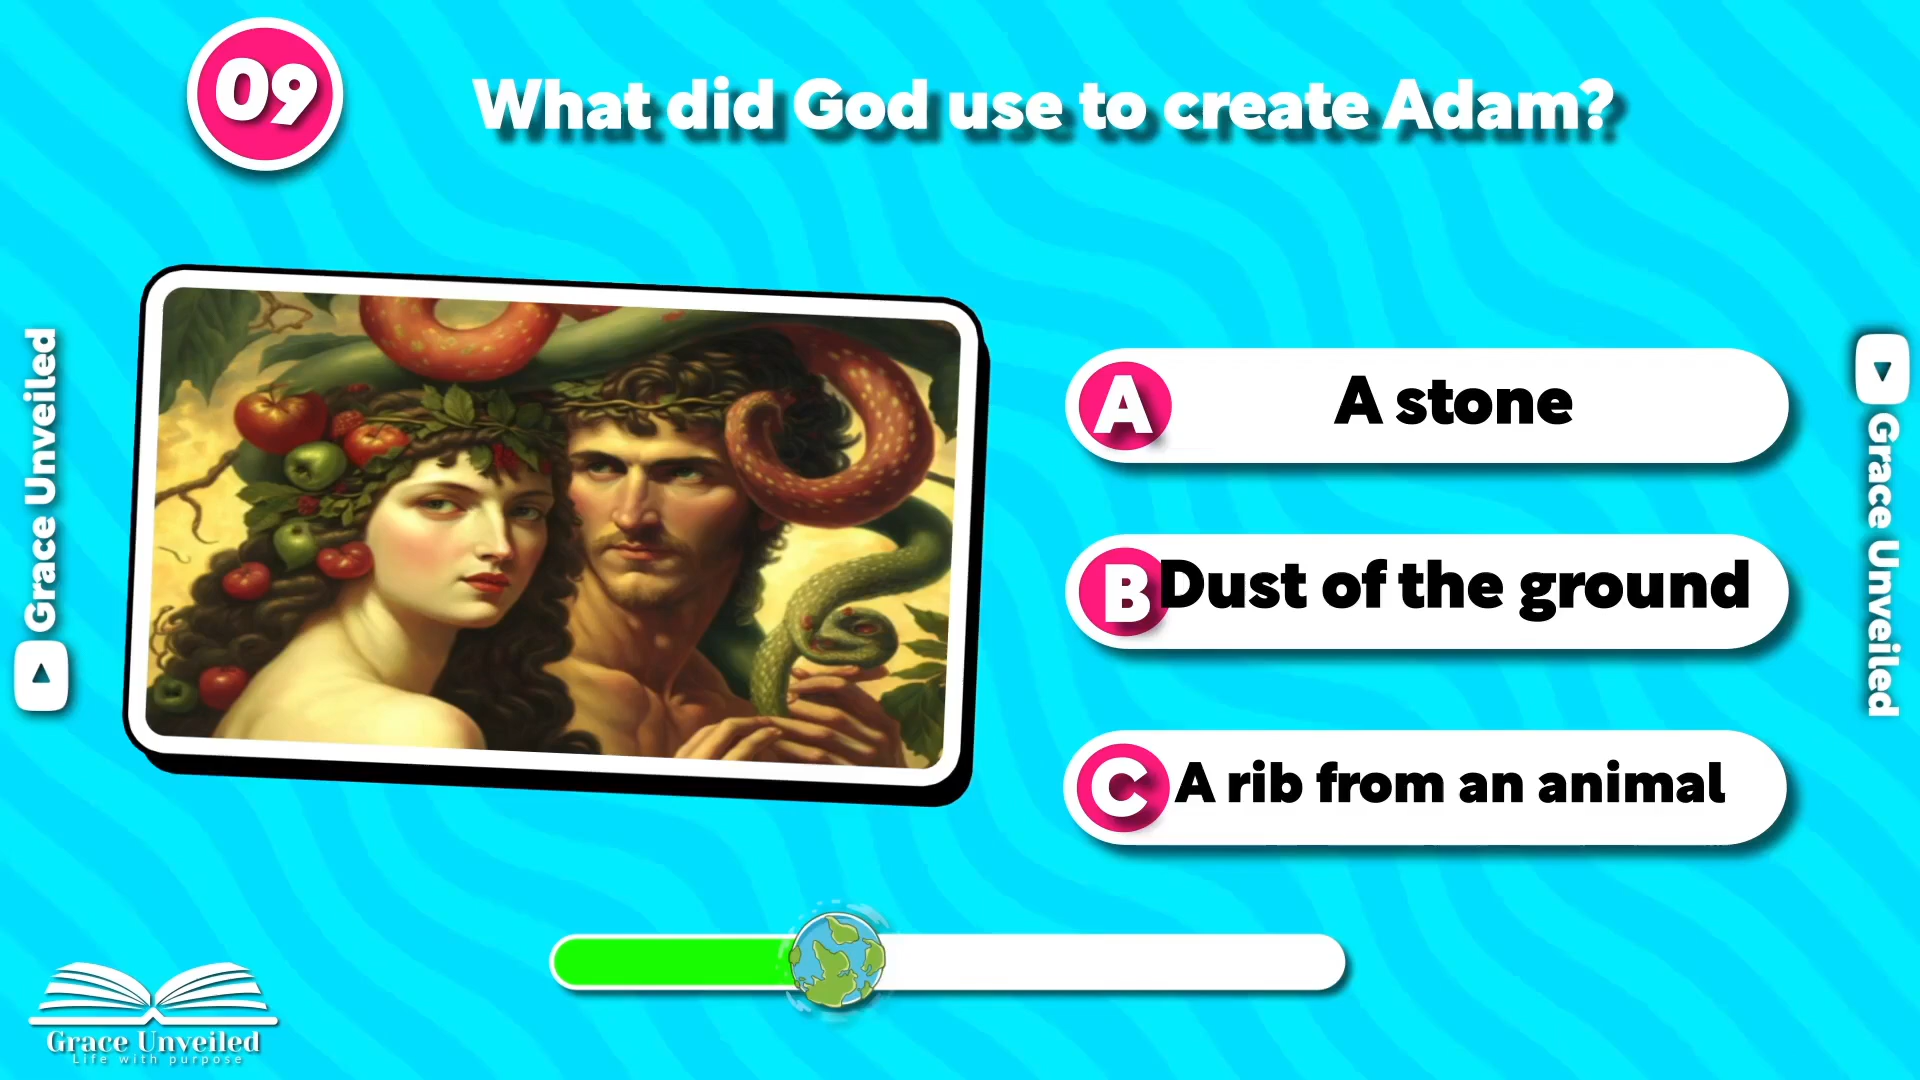 09
What did God use to create Adam?
Grace Unveiled
A
A stone
B
Dust of the ground
C
A rib from an animal
Grace Unveiled
Grace Unveiled
Life with purpose